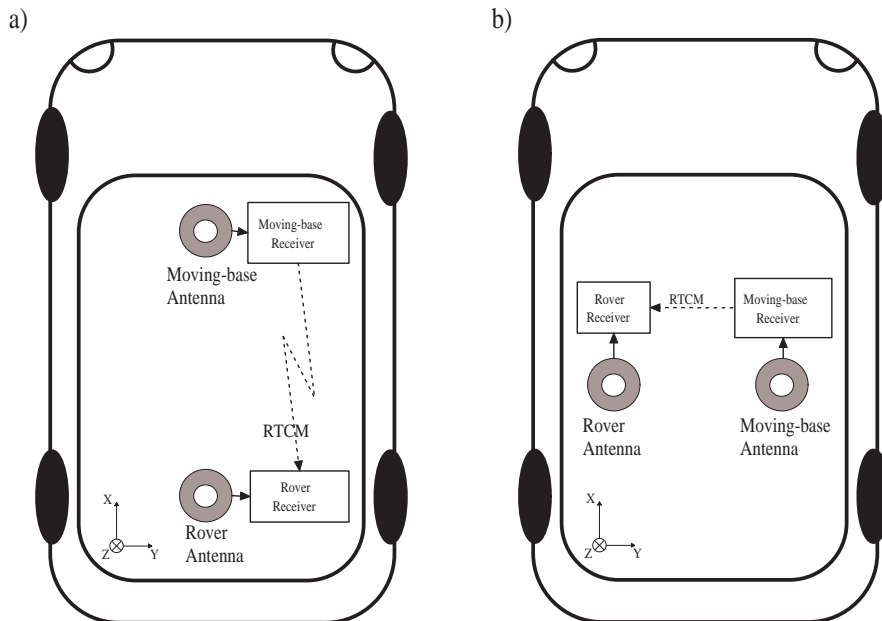 a)
Moving-base
Receiver
Moving-base
Antenna
RTCM
Rover
Receiver
Rover
Antenna
X
Z
Y
b)
Rover
Receiver
RTCM
Moving-base
Receiver
Rover
Antenna
Moving-base
Antenna
X
Z
Y